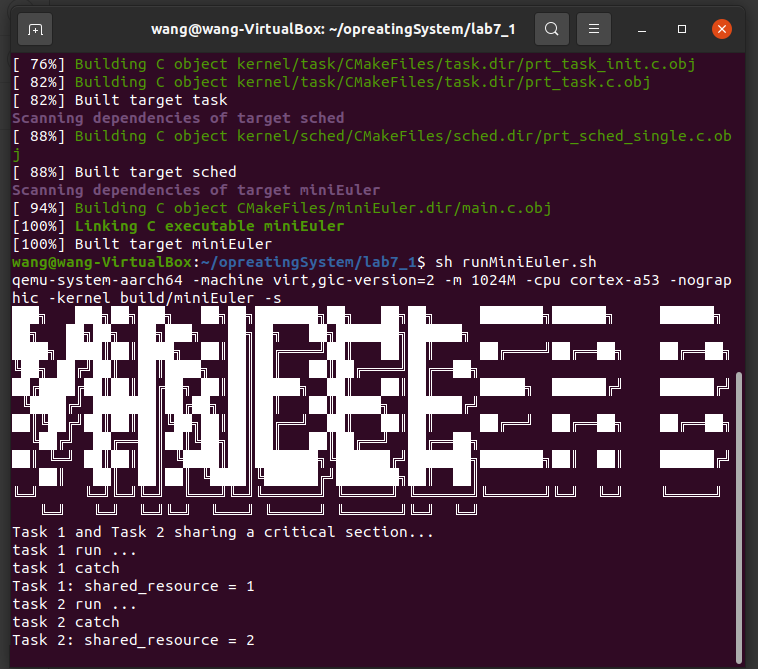 wang@wang-VirtualBox: ~/opreatingSystem/lab7_1
[ 76%] Building C object kernel/task/CMakeFiles/task.dir/prt_task_init.c.obj
[ 82%] Building C object kernel/task/CMakeFiles/task.dir/prt_task.c.obj
[ 82%] Built target task
Scanning dependencies of target sched
[ 88%] Building C object kernel/sched/CMakeFiles/sched.dir/prt_sched_single.c.ob
j
[ 88%] Built target sched
Scanning dependencies of target miniEuler
[ 94%] Building C object CMakeFiles/miniEuler.dir/main.c.obj
[100%] Linking C executable miniEuler
[100%] Built target miniEuler
wang@wang-VirtualBox:~/opreatingSystem/lab7_1$ sh runMiniEuler.sh
qemu-system-aarch64 -machine virt,gic-version=2 -m 1024M -cpu cortex-a53 -nograp
hic -kernel build/miniEuler -s
Task 1 and Task 2 sharing a critical section...
task 1 run ...
task 1 catch
Task 1: shared_resource = 1
task 2 run ...
task 2 catch
Task 2: shared_resource = 2